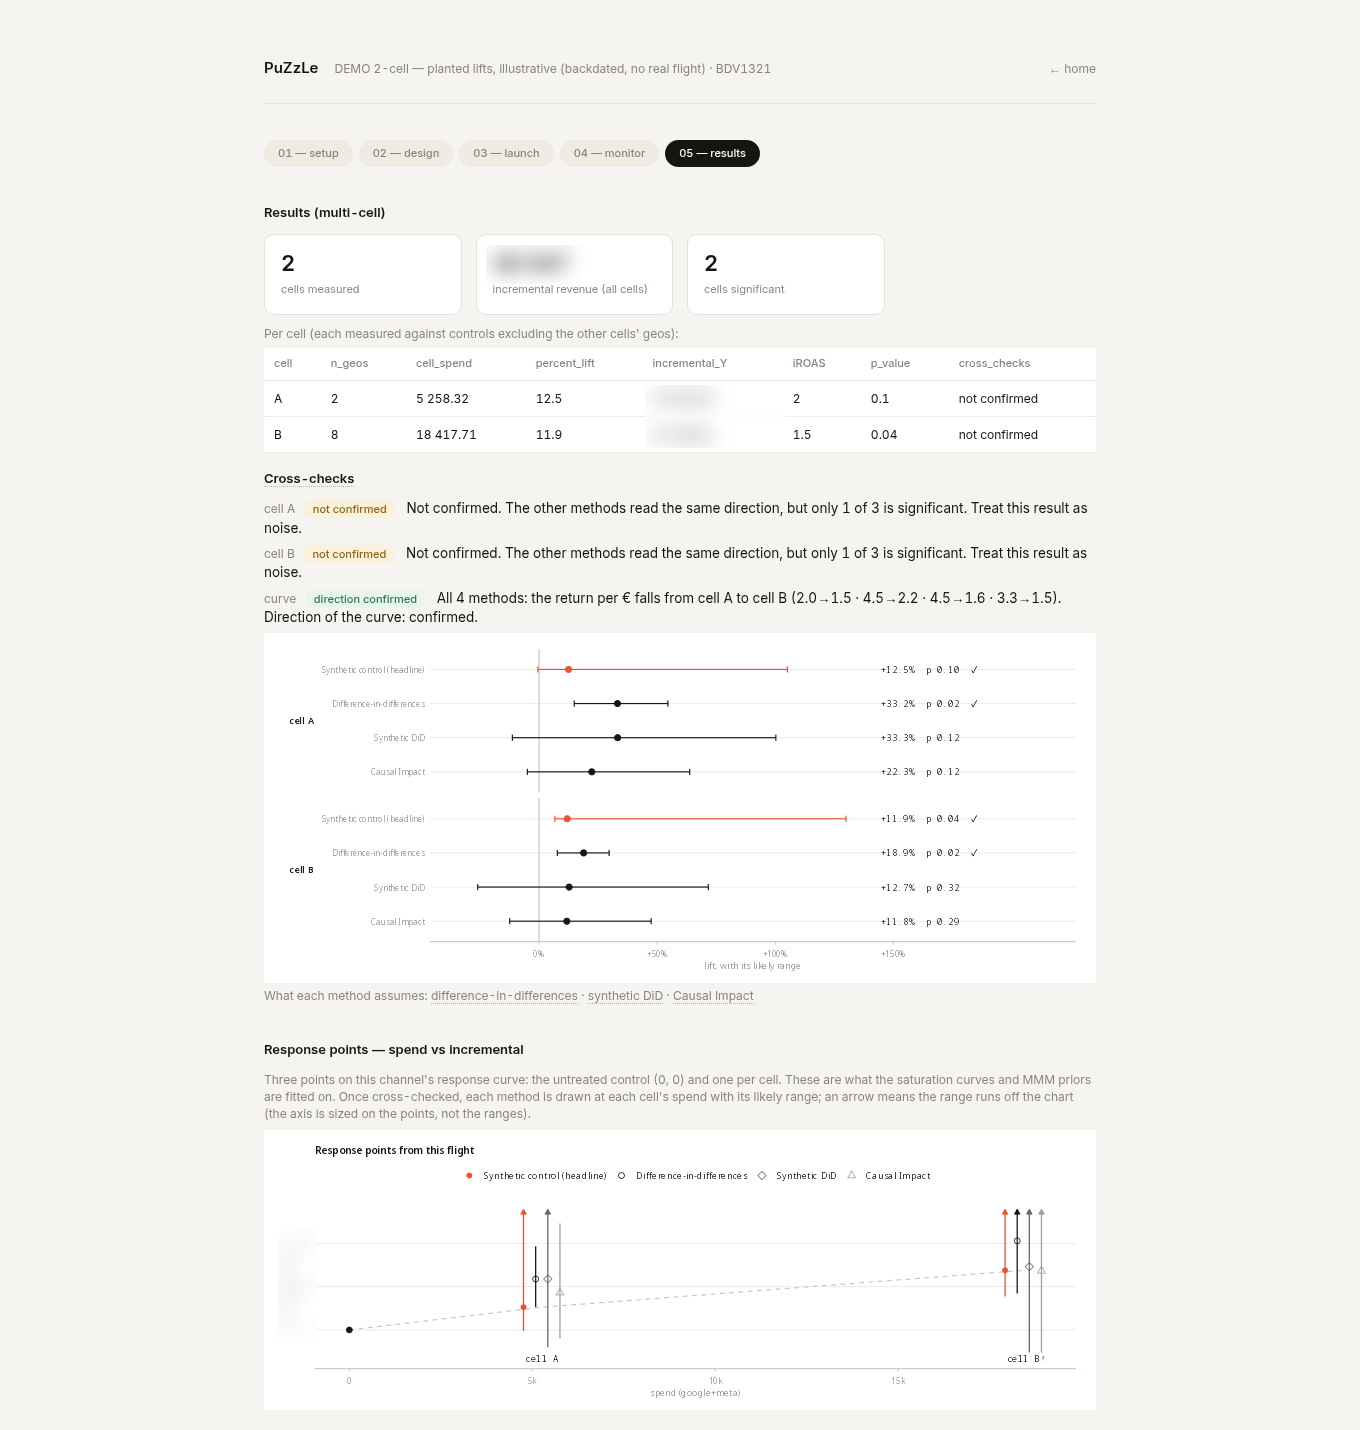 PuZzLe DEMO 2-cell — planted lifts, illustrative (backdated, no real flight) · BDV1321 ← home
01 — setup 02 — design 03 — launch 04 — monitor 05 — results
Results (multi-cell)
2 2
cells measured incremental revenue (all cells) cells significant
Per cell (each measured against controls excluding the other cells' geos):
cell n_geos cell_spend percent_lift incremental_Y iROAS p_value cross_checks
A 2 5 258.32 12.5 2 0.1 not confirmed
B 8 18 417.71 11.9 1.5 0.04 not confirmed
Cross-checks
cell A not confirmed Not confirmed. The other methods read the same direction, but only 1 of 3 is significant. Treat this result as
noise.
cell B not confirmed Not confirmed. The other methods read the same direction, but only 1 of 3 is significant. Treat this result as
noise.
curve direction confirmed All 4 methods: the return per € falls from cell A to cell B (2.0→1.5 · 4.5→2.2 · 4.5→1.6 · 3.3→1.5).
Direction of the curve: confirmed.
Synthetic control (headline) +12.5% p 0.10 ✓
Difference-in-differences +33.2% p 0.02 ✓
cell A
Synthetic DiD +33.3% p 0.12
Causal Impact +22.3% p 0.12
Synthetic control (headline) +11.9% p 0.04 ✓
Difference-in-differences +18.9% p 0.02 ✓
cell B
Synthetic DiD +12.7% p 0.32
Causal Impact +11.8% p 0.29
0% +50% +100% +150%
lift, with its likely range
What each method assumes: difference-in-differences · synthetic DiD · Causal Impact
Response points — spend vs incremental
Three points on this channel's response curve: the untreated control (0, 0) and one per cell. These are what the saturation curves and MMM priors
are fitted on. Once cross-checked, each method is drawn at each cell's spend with its likely range; an arrow means the range runs off the chart
(the axis is sized on the points, not the ranges).
Response points from this flight
Synthetic control (headline) Difference-in-differences Synthetic DiD Causal Impact
cell A cell B
0 5k 10k 15k
spend (google+meta)